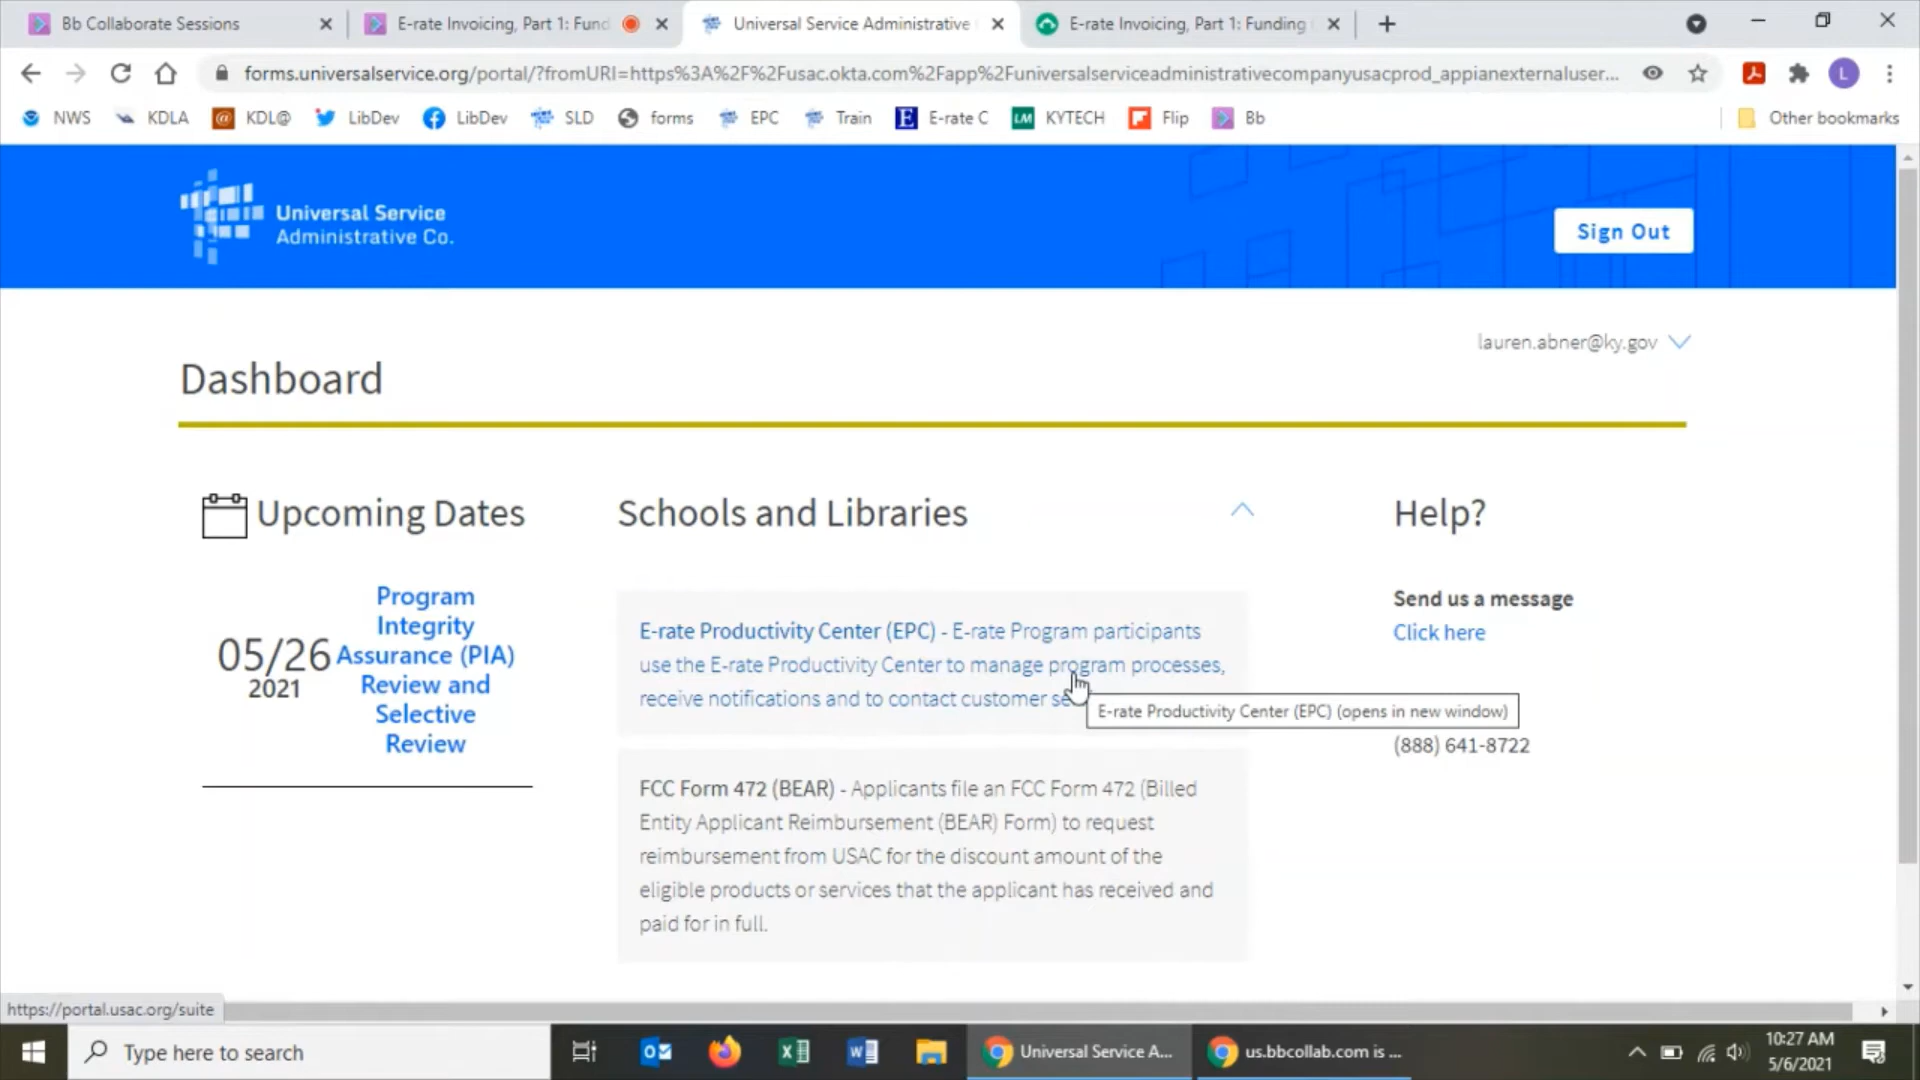 Bb Collaborate Sessions
E-rate Invoicing, Part 1: Fund
Universal Service Administrative
E-rate Invoicing, Part 1: Funding
forms.universalservice.org/portal/?fromURI=https%3A%2F%2Fusac.okta.com%2Fapp%2Funiversalserviceadministrativecompanyusacprod_appianexternaluser...
L
NWS
KDLA
KDL@
LibDev
LibDev
SLD
forms
EPC
Train
E
E-rate C
LM
KYTECH
Flip
Bb
Other bookmarks
Universal Service
Administrative Co.
Sign Out
lauren.abner@ky.gov
Dashboard
Upcoming Dates
05/26
2021
Program
Integrity
Assurance (PIA)
Review and
Selective
Review
Schools and Libraries
E-rate Productivity Center (EPC) - E-rate Program participants
use the E-rate Productivity Center to manage program processes,
receive notifications and to contact customer se
E-rate Productivity Center (EPC) (opens in new window)
FCC Form 472 (BEAR) - Applicants file an FCC Form 472 (Billed
Entity Applicant Reimbursement (BEAR) Form) to request
reimbursement from USAC for the discount amount of the
eligible products or services that the applicant has received and
paid for in full.
Help?
Send us a message
Click here
(888) 641-8722
https://portal.usac.org/suite
Type here to search
Universal Service A...
us.bbcollab.com is ...
10:27 AM
5/6/2021